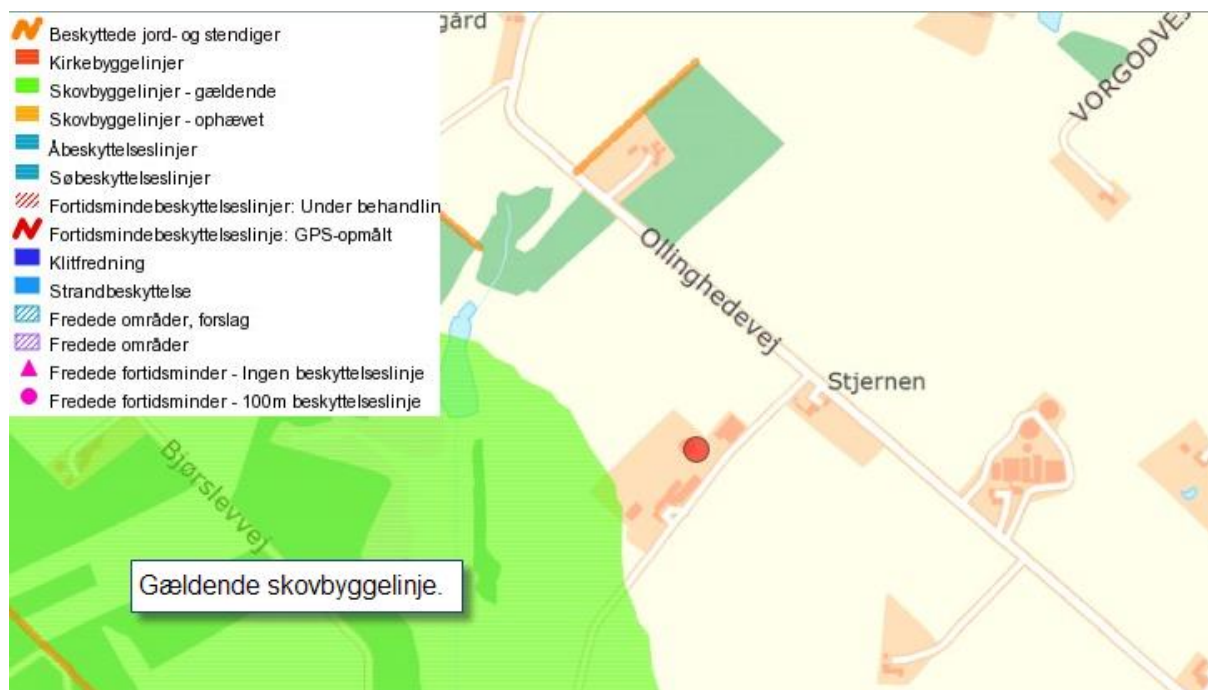 Beskyttede jord- og stendiger
Kirkebyggelinjer
Skovbyggelinjer - gældende
Skovbyggelinjer - ophævet
Åbeskyttelseslinjer
Søbeskyttelseslinjer
Fortidsmindebeskyttelseslinjer: Under behandlin
Fortidsmindebeskyttelseslinje: GPS-opmålt
Klitfredning
Strandbeskyttelse
Fredede områder, forslag
Fredede områder
Fredede fortidsminder - Ingen beskyttelseslinje
Fredede fortidsminder - 100m beskyttelseslinje
gård
VORGODVEJ
Ollinghedevej
Stjernen
Bjørslevvej
Gældende skovbyggelinje.